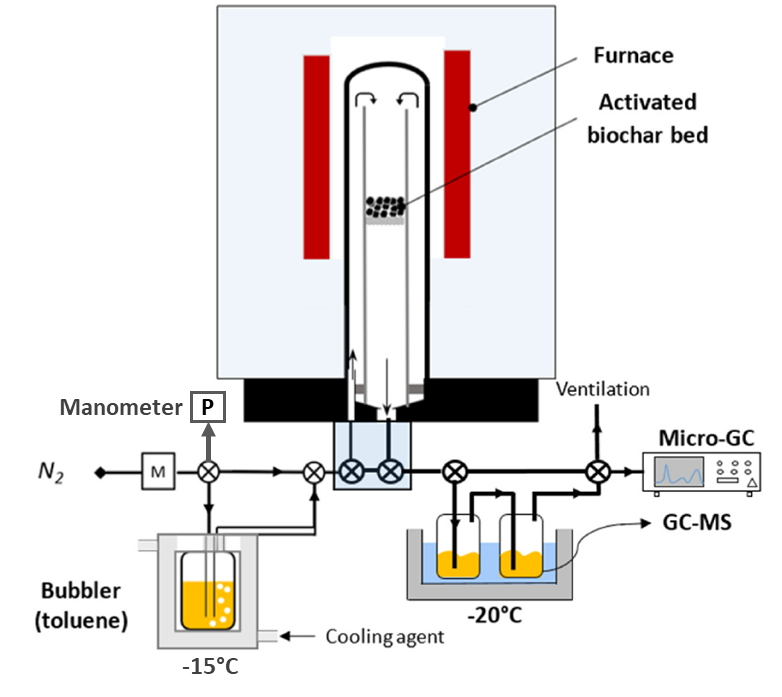 Furnace
Activated
biochar bed
Ventilation
Manometer P
Micro-GC
N₂ M
GC-MS
Bubbler
(toluene)
-20°C
Cooling agent
-15°C